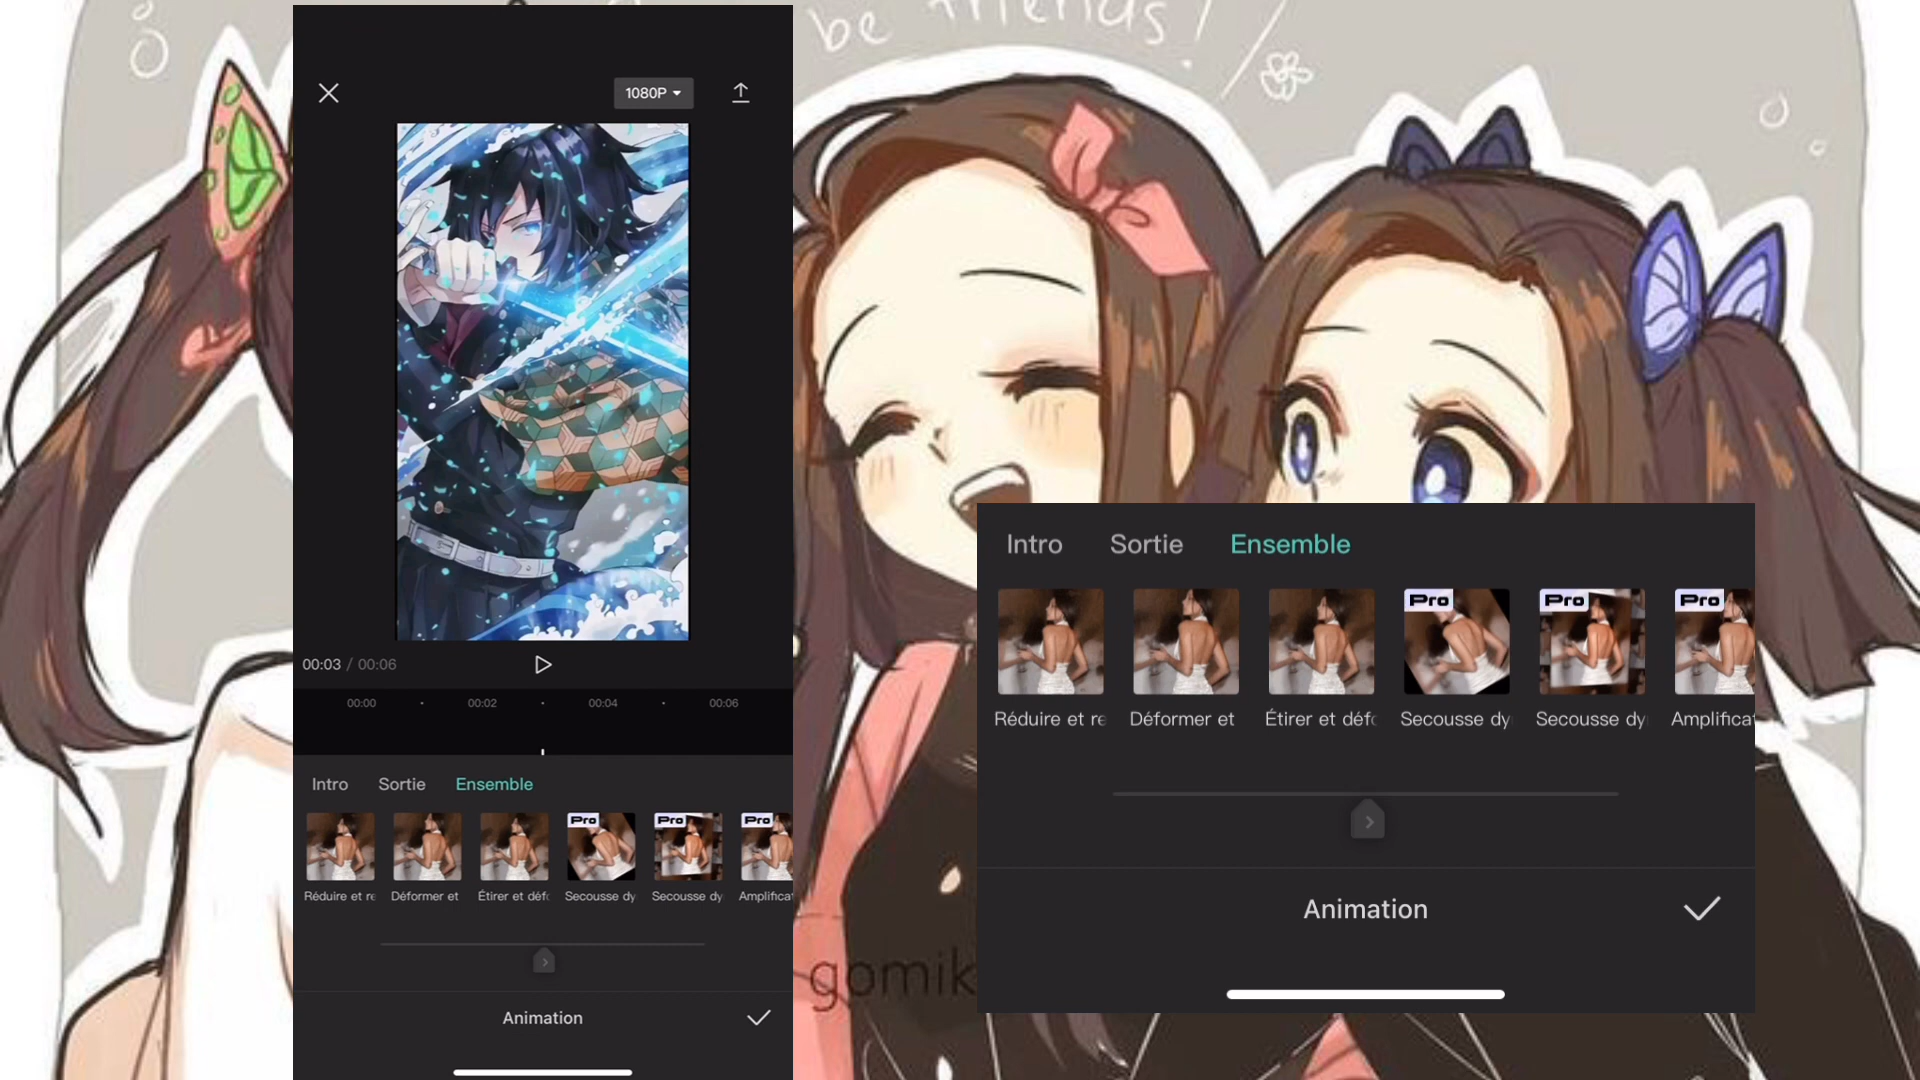 be friends!
1080P
00:03 / 00:06
00:00 00:02 00:04 00:06
Intro Sortie Ensemble
Pro Pro Pro
Réduire et re Déformer et Étirer et défo Secousse dy Secousse dy Amplificat
Animation
Intro Sortie Ensemble
Pro Pro Pro
Réduire et re Déformer et Étirer et défo Secousse dy Secousse dy Amplificat
Animation
gomik